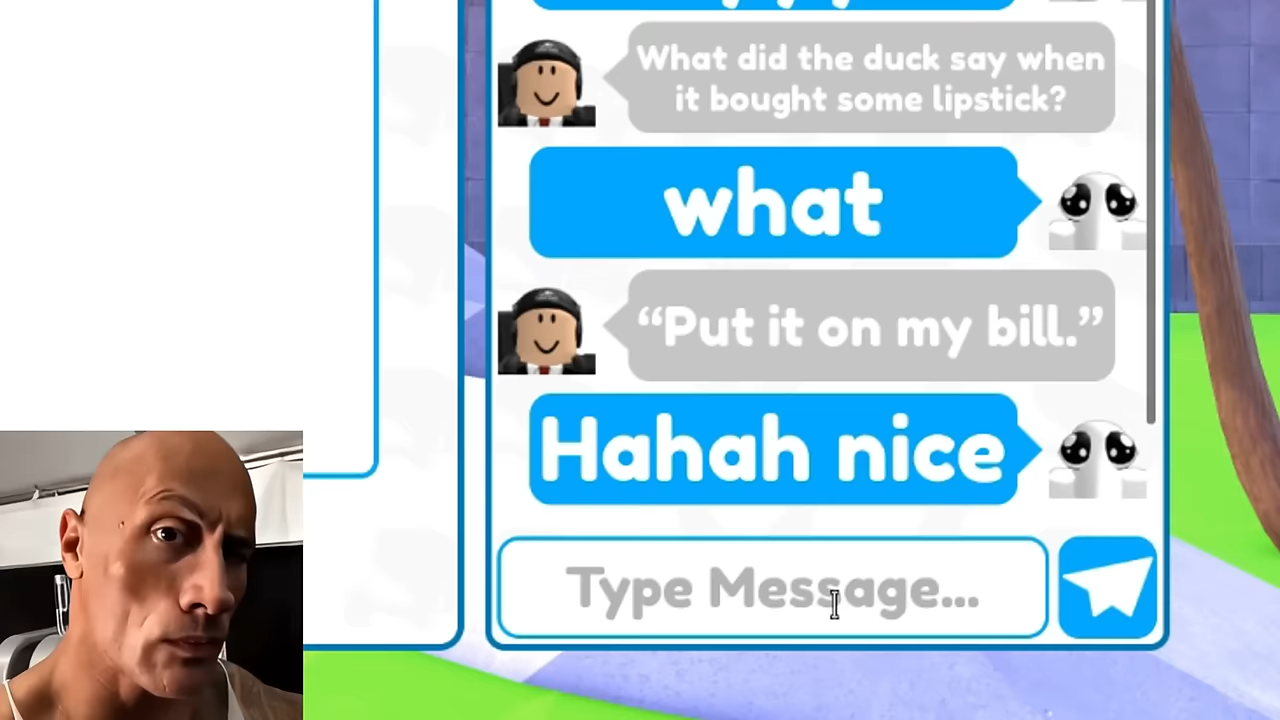 What did the duck say when
it bought some lipstick?
what
“Put it on my bill.”
Hahah nice
Type Message...